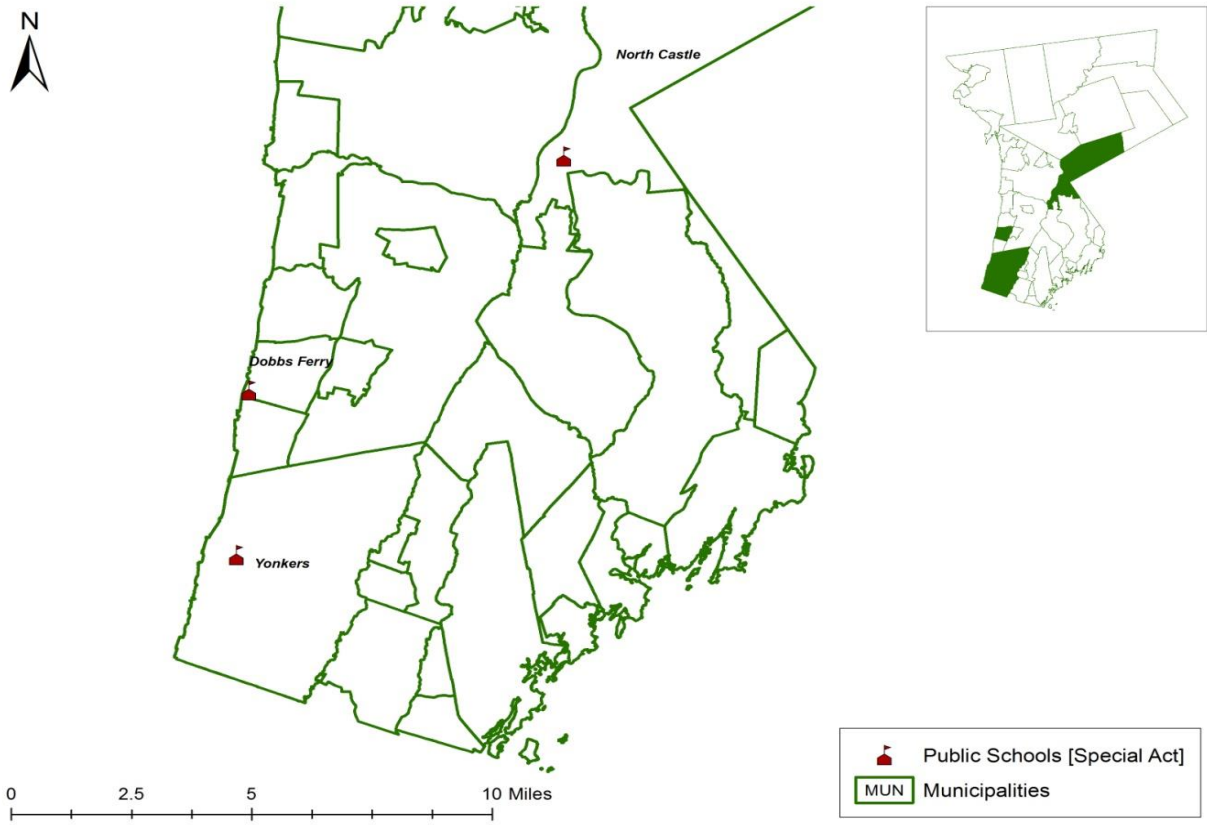 N
North Castle
Dobbs Ferry
Yonkers
Public Schools [Special Act]
MUN Municipalities
0 2.5 5 10 Miles